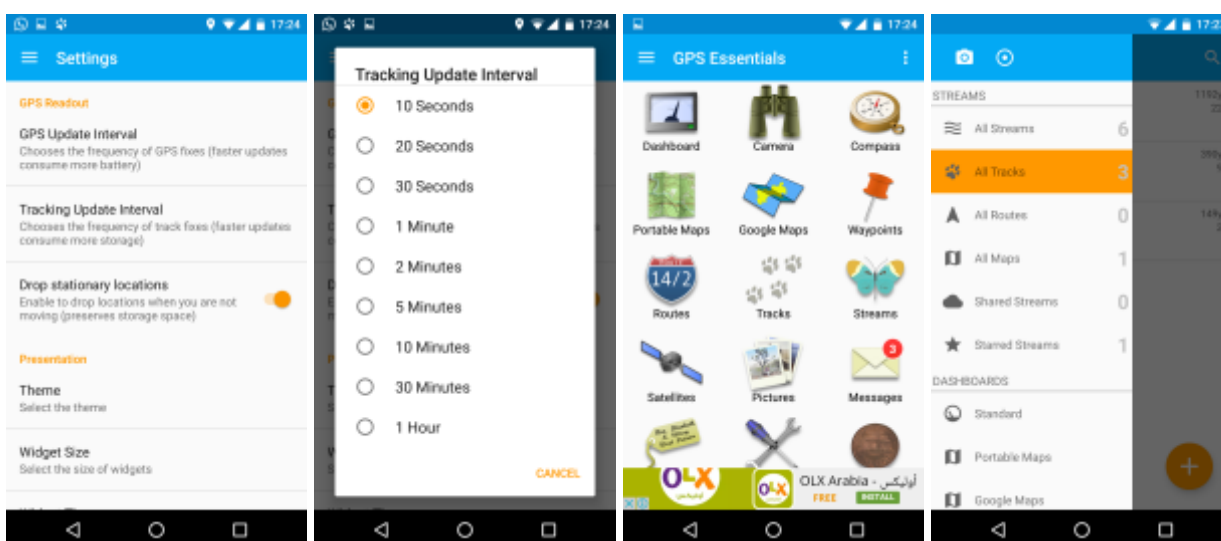 17:24
Settings
GPS Readout
GPS Update Interval
Chooses the frequency of GPS fixes (faster updates
consume more battery)
Tracking Update Interval
Chooses the frequency of track fixes (faster updates
consume more storage)
Drop stationary locations
Enable to drop locations when you are not
moving (preserves storage space)
Presentation
Theme
Select the theme
Widget Size
Select the size of widgets
17:24
Tracking Update Interval
10 Seconds
20 Seconds
30 Seconds
1 Minute
2 Minutes
5 Minutes
10 Minutes
30 Minutes
1 Hour
CANCEL
17:24
GPS Essentials
Dashboard Camera Compass
Portable Maps Google Maps Waypoints
14/2
Routes Tracks Streams
3
Satellites Pictures Messages
OLX
OLX
OLX Arabia - أوليكس
FREE INSTALL
STREAMS
All Streams 6
All Tracks 3
All Routes 0
All Maps 1
Shared Streams 0
Starred Streams 1
DASHBOARDS
Standard
Portable Maps
Google Maps